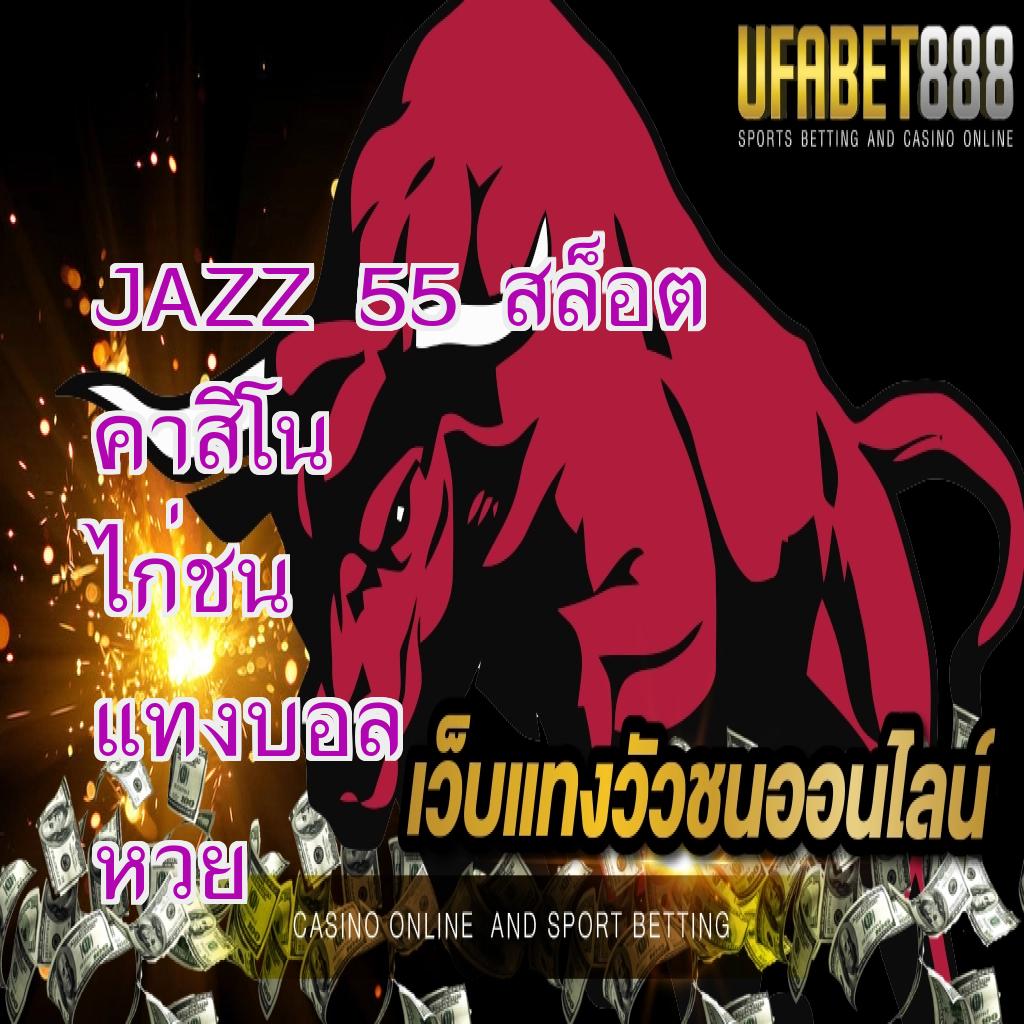 UFABET888
SPORTS BETTING AND CASINO ONLINE
JAZZ 55 สล็อต
คาสิโน
ไก่ชน
แทงบอล
หวย
เว็บแทงวัวชนออนไลน์
CASINO ONLINE AND SPORT BETTING